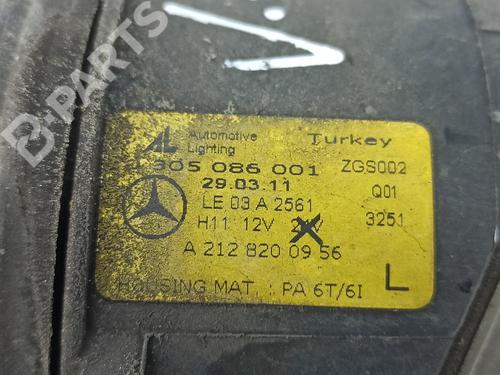 B-PARTS
AL Automotive Lighting Turkey
305 086 001 ZGS002
29.03.11 Q01
LE 03 A 2561 3251
H11 12V 24V
A 212 820 09 56 L
HOUSING MAT. : PA 6T/6I